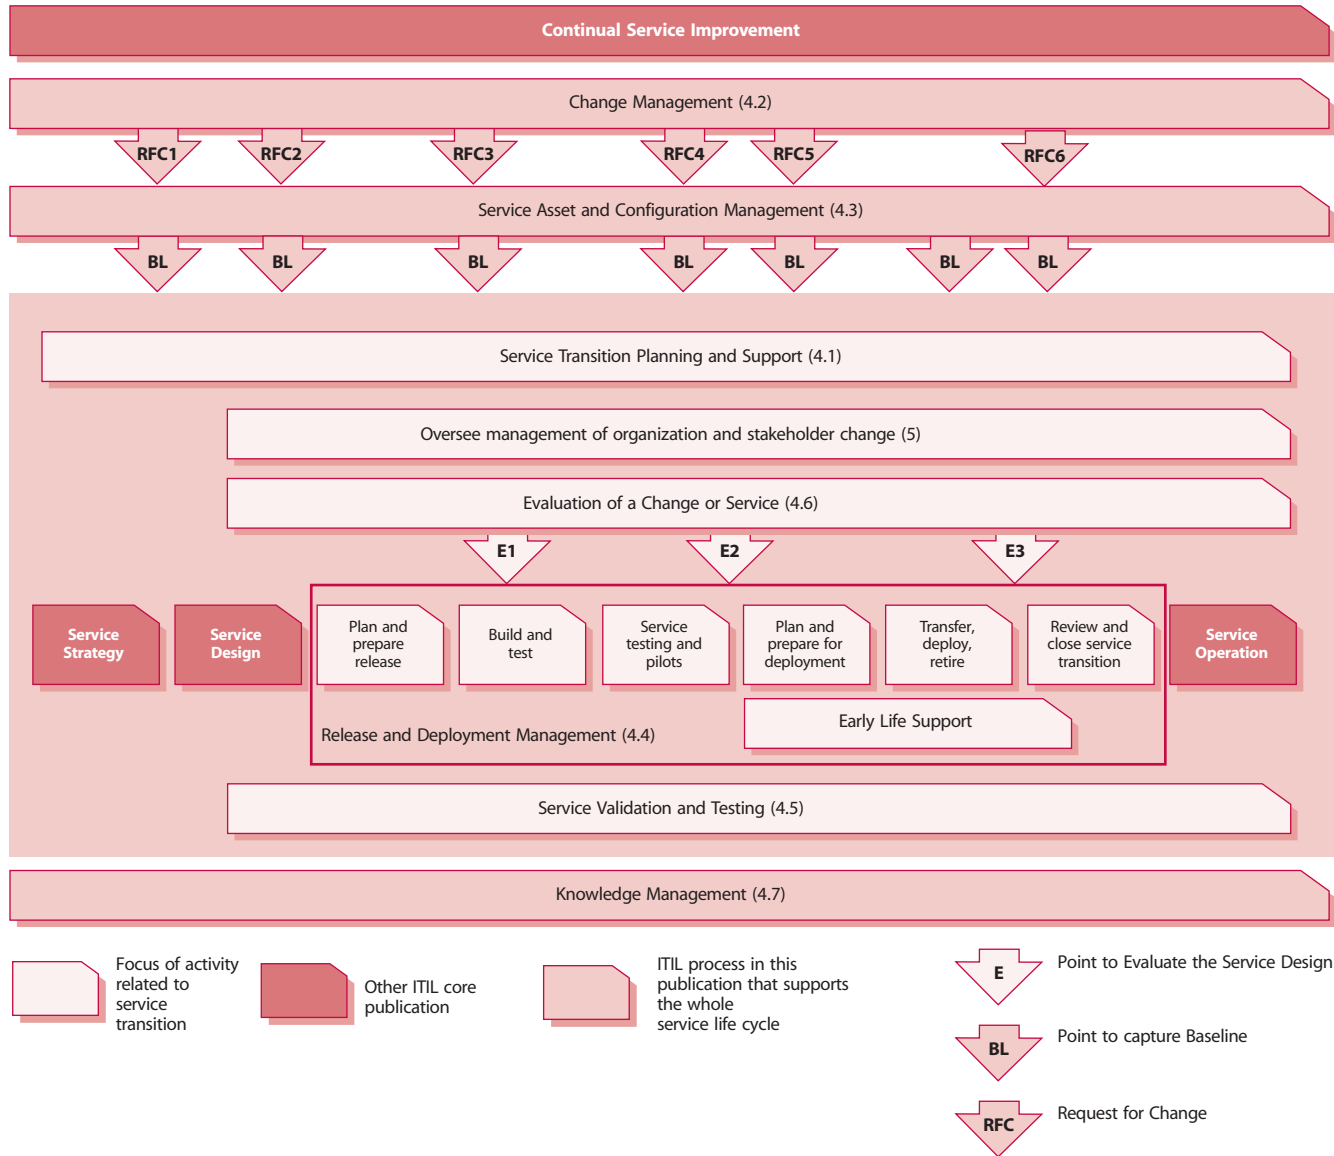 Continual Service Improvement
Change Management (4.2)
RFC1
RFC2
RFC3
RFC4
RFC5
RFC6
Service Asset and Configuration Management (4.3)
BL
BL
BL
BL
BL
BL
BL
Service Transition Planning and Support (4.1)
Oversee management of organization and stakeholder change (5)
Evaluation of a Change or Service (4.6)
E1
E2
E3
Service
Strategy
Service
Design
Plan and
prepare
release
Build and
test
Service
testing and
pilots
Plan and
prepare for
deployment
Transfer,
deploy,
retire
Review and
close service
transition
Service
Operation
Early Life Support
Release and Deployment Management (4.4)
Service Validation and Testing (4.5)
Knowledge Management (4.7)
Focus of activity
related to
service
transition
Other ITIL core
publication
ITIL process in this
publication that supports
the whole
service life cycle
E
Point to Evaluate the Service Design
BL
Point to capture Baseline
RFC
Request for Change